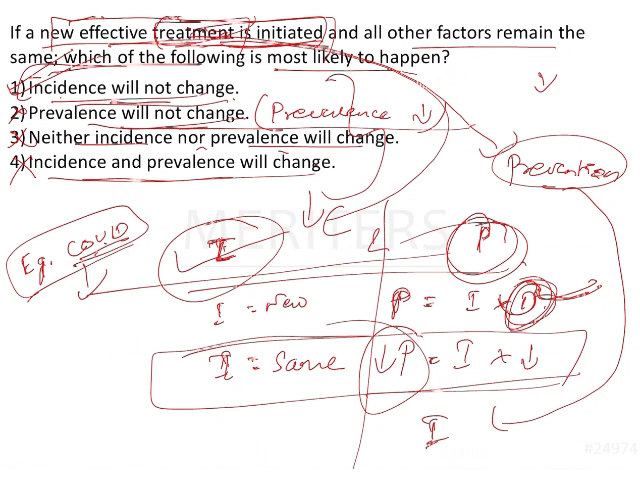 If a new effective treatment is initiated and all other factors remain the
same; which of the following is most likely to happen?
1) Incidence will not change.
2) Prevalence will not change. (Prevalence ↓
3) Neither incidence nor prevalence will change.
4) Incidence and prevalence will change.
Prevention
MERITERS
Eg. COVID
I
P
I = New
P = I × D
I = Same
↓P = I × ↓
I
#24974